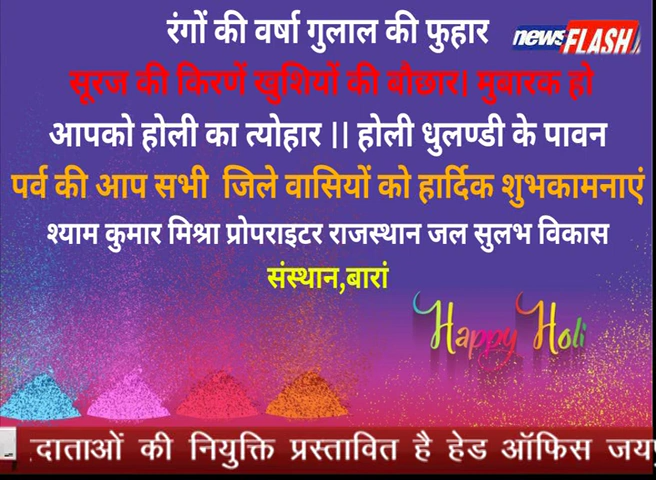 रंगों की वर्षा गुलाल की फुहार
news FLASH
सूरज की किरणें खुशियों की बौछार। मुबारक हो
आपको होली का त्योहार || होली धुलण्डी के पावन
पर्व की आप सभी जिले वासियों को हार्दिक शुभकामनाएं
श्याम कुमार मिश्रा प्रोपराइटर राजस्थान जल सुलभ विकास
संस्थान,बारां
Happy Holi
दाताओं की नियुक्ति प्रस्तावित है हेड ऑफिस